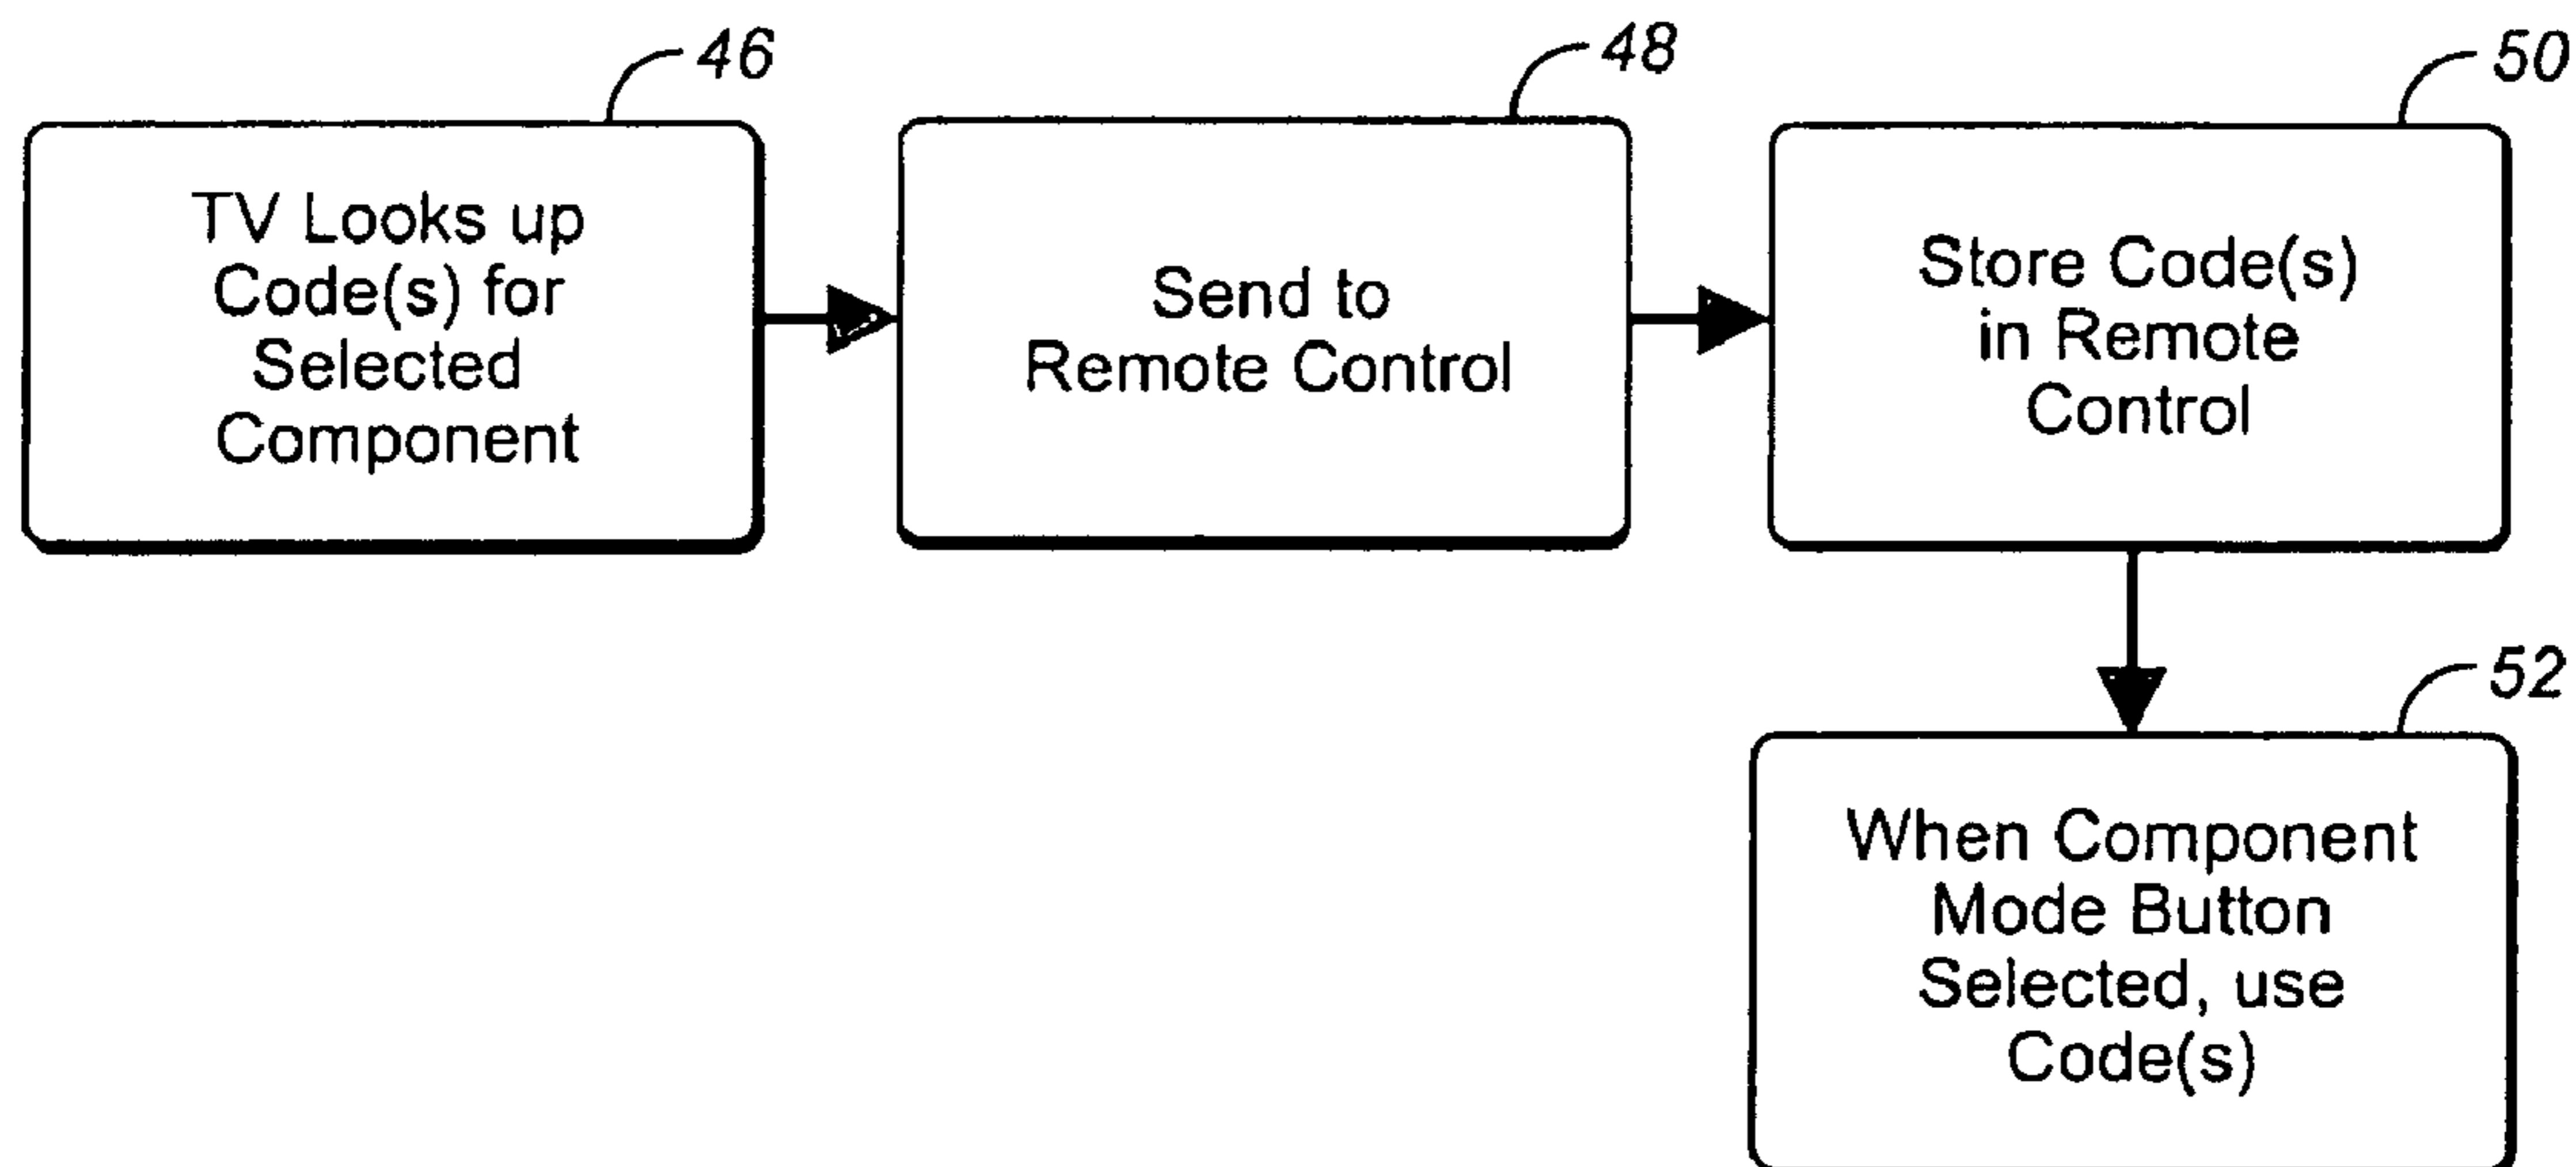 46
TV Looks up
Code(s) for
Selected
Component
48
Send to
Remote Control
50
Store Code(s)
in Remote
Control
52
When Component
Mode Button
Selected, use
Code(s)